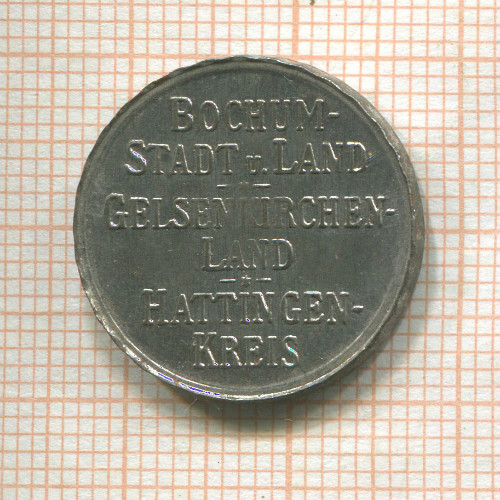 BOCHUM-
STADT u. LAND
GELSENKIRCHEN-
LAND
HATTINGEN-
KREIS